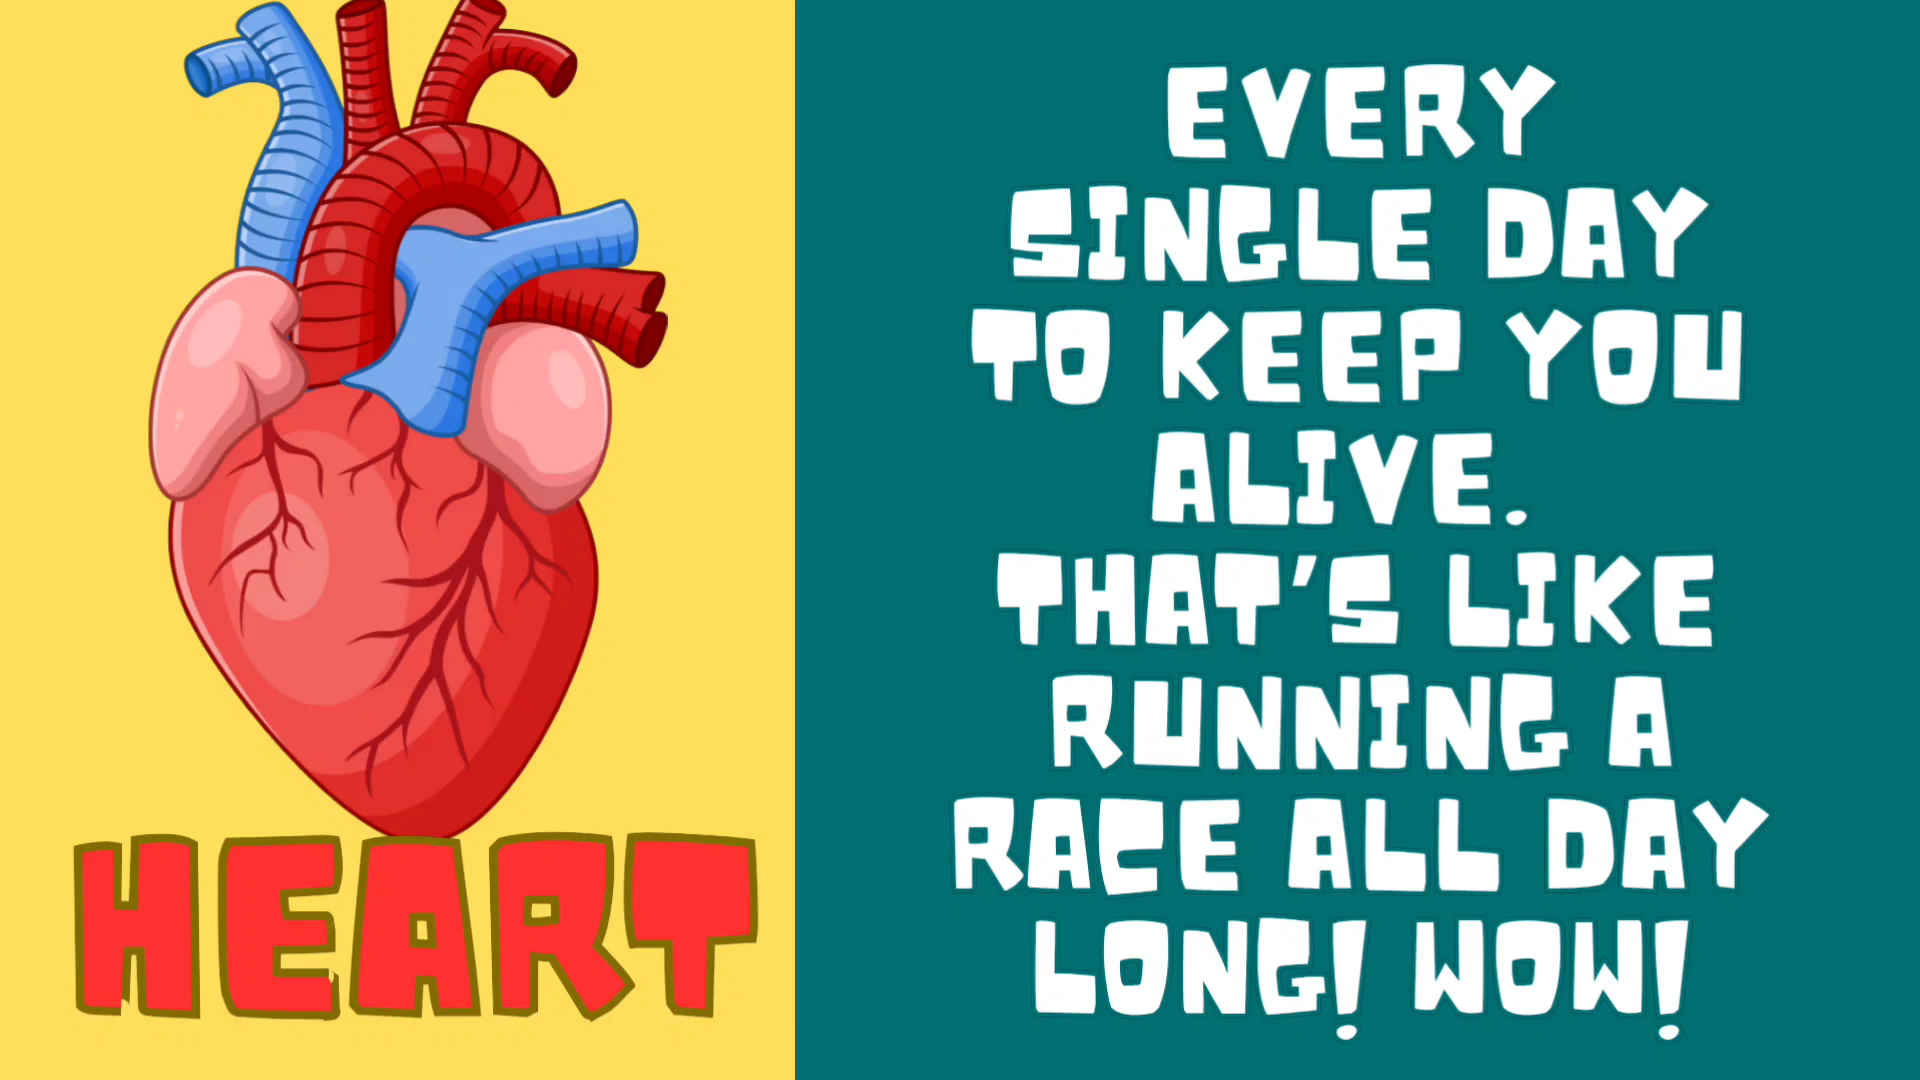 HEART
EVERY
SINGLE DAY
TO KEEP YOU
ALIVE.
THAT'S LIKE
RUNNING A
RACE ALL DAY
LONG! WOW!